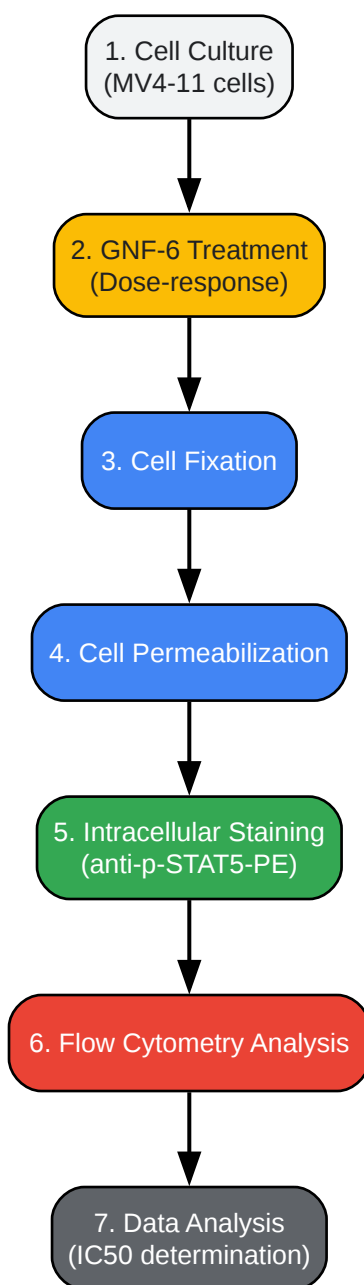 1. Cell Culture
(MV4-11 cells)
2. GNF-6 Treatment
(Dose-response)
3. Cell Fixation
4. Cell Permeabilization
5. Intracellular Staining
(anti-p-STAT5-PE)
6. Flow Cytometry Analysis
7. Data Analysis
(IC50 determination)